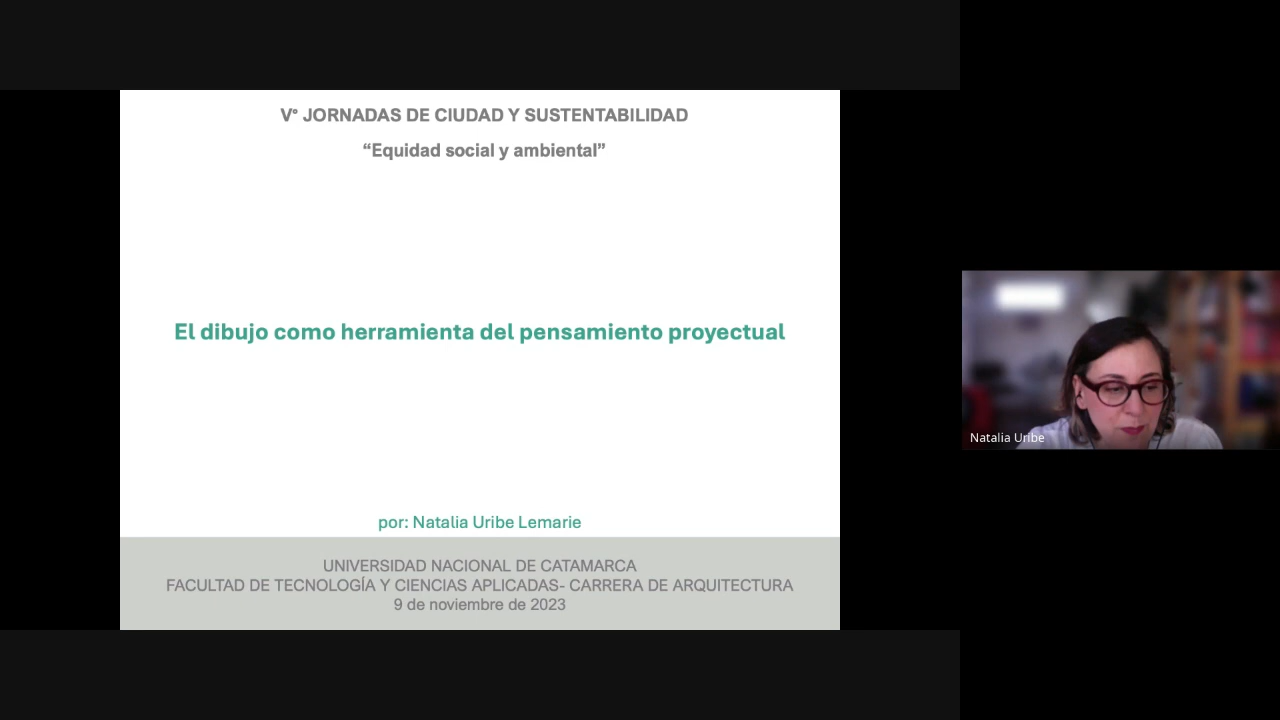 V° JORNADAS DE CIUDAD Y SUSTENTABILIDAD
“Equidad social y ambiental”
El dibujo como herramienta del pensamiento proyectual
por: Natalia Uribe Lemarie
UNIVERSIDAD NACIONAL DE CATAMARCA
FACULTAD DE TECNOLOGÍA Y CIENCIAS APLICADAS- CARRERA DE ARQUITECTURA
9 de noviembre de 2023
Natalia Uribe